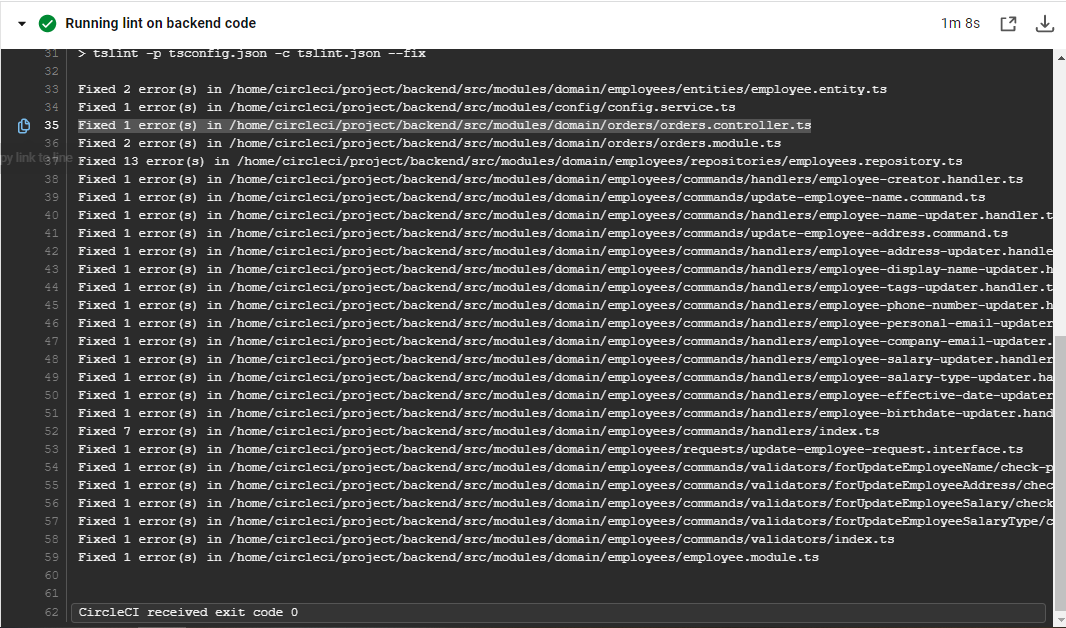 Running lint on backend code
1m 8s
31 > tslint -p tsconfig.json -c tslint.json --fix
32
33 Fixed 2 error(s) in /home/circleci/project/backend/src/modules/domain/employees/entities/employee.entity.ts
34 Fixed 1 error(s) in /home/circleci/project/backend/src/modules/config/config.service.ts
35 Fixed 1 error(s) in /home/circleci/project/backend/src/modules/domain/orders/orders.controller.ts
36 Fixed 2 error(s) in /home/circleci/project/backend/src/modules/domain/orders/orders.module.ts
py link to line
37 Fixed 13 error(s) in /home/circleci/project/backend/src/modules/domain/employees/repositories/employees.repository.ts
38 Fixed 1 error(s) in /home/circleci/project/backend/src/modules/domain/employees/commands/handlers/employee-creator.handler.ts
39 Fixed 1 error(s) in /home/circleci/project/backend/src/modules/domain/employees/commands/update-employee-name.command.ts
40 Fixed 1 error(s) in /home/circleci/project/backend/src/modules/domain/employees/commands/handlers/employee-name-updater.handler.t
41 Fixed 1 error(s) in /home/circleci/project/backend/src/modules/domain/employees/commands/update-employee-address.command.ts
42 Fixed 1 error(s) in /home/circleci/project/backend/src/modules/domain/employees/commands/handlers/employee-address-updater.handle
43 Fixed 1 error(s) in /home/circleci/project/backend/src/modules/domain/employees/commands/handlers/employee-display-name-updater.h
44 Fixed 1 error(s) in /home/circleci/project/backend/src/modules/domain/employees/commands/handlers/employee-tags-updater.handler.t
45 Fixed 1 error(s) in /home/circleci/project/backend/src/modules/domain/employees/commands/handlers/employee-phone-number-updater.h
46 Fixed 1 error(s) in /home/circleci/project/backend/src/modules/domain/employees/commands/handlers/employee-personal-email-updater
47 Fixed 1 error(s) in /home/circleci/project/backend/src/modules/domain/employees/commands/handlers/employee-company-email-updater.
48 Fixed 1 error(s) in /home/circleci/project/backend/src/modules/domain/employees/commands/handlers/employee-salary-updater.handler
49 Fixed 1 error(s) in /home/circleci/project/backend/src/modules/domain/employees/commands/handlers/employee-salary-type-updater.ha
50 Fixed 1 error(s) in /home/circleci/project/backend/src/modules/domain/employees/commands/handlers/employee-effective-date-updater
51 Fixed 1 error(s) in /home/circleci/project/backend/src/modules/domain/employees/commands/handlers/employee-birthdate-updater.hand
52 Fixed 7 error(s) in /home/circleci/project/backend/src/modules/domain/employees/commands/handlers/index.ts
53 Fixed 1 error(s) in /home/circleci/project/backend/src/modules/domain/employees/requests/update-employee-request.interface.ts
54 Fixed 1 error(s) in /home/circleci/project/backend/src/modules/domain/employees/commands/validators/forUpdateEmployeeName/check-p
55 Fixed 1 error(s) in /home/circleci/project/backend/src/modules/domain/employees/commands/validators/forUpdateEmployeeAddress/chec
56 Fixed 1 error(s) in /home/circleci/project/backend/src/modules/domain/employees/commands/validators/forUpdateEmployeeSalary/check
57 Fixed 1 error(s) in /home/circleci/project/backend/src/modules/domain/employees/commands/validators/forUpdateEmployeeSalaryType/c
58 Fixed 1 error(s) in /home/circleci/project/backend/src/modules/domain/employees/commands/validators/index.ts
59 Fixed 1 error(s) in /home/circleci/project/backend/src/modules/domain/employees/employee.module.ts
60
61
62 CircleCI received exit code 0